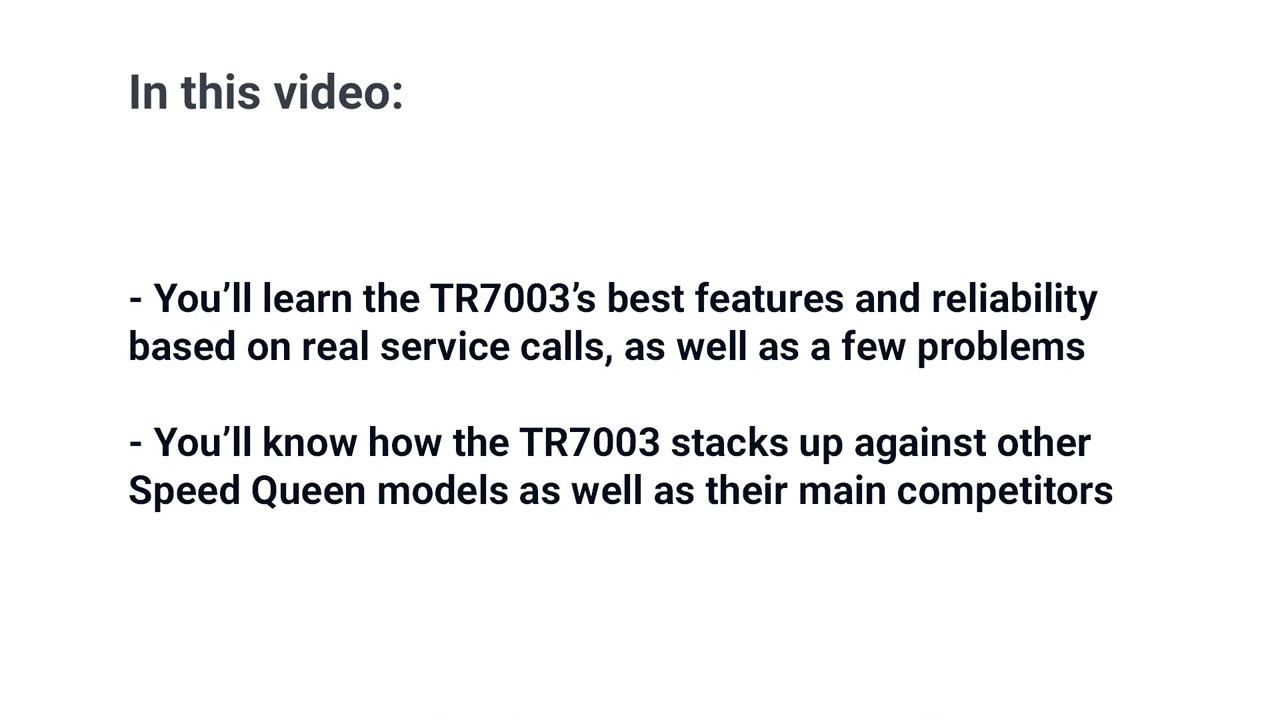 In this video:
- You’ll learn the TR7003’s best features and reliability
based on real service calls, as well as a few problems
- You’ll know how the TR7003 stacks up against other
Speed Queen models as well as their main competitors